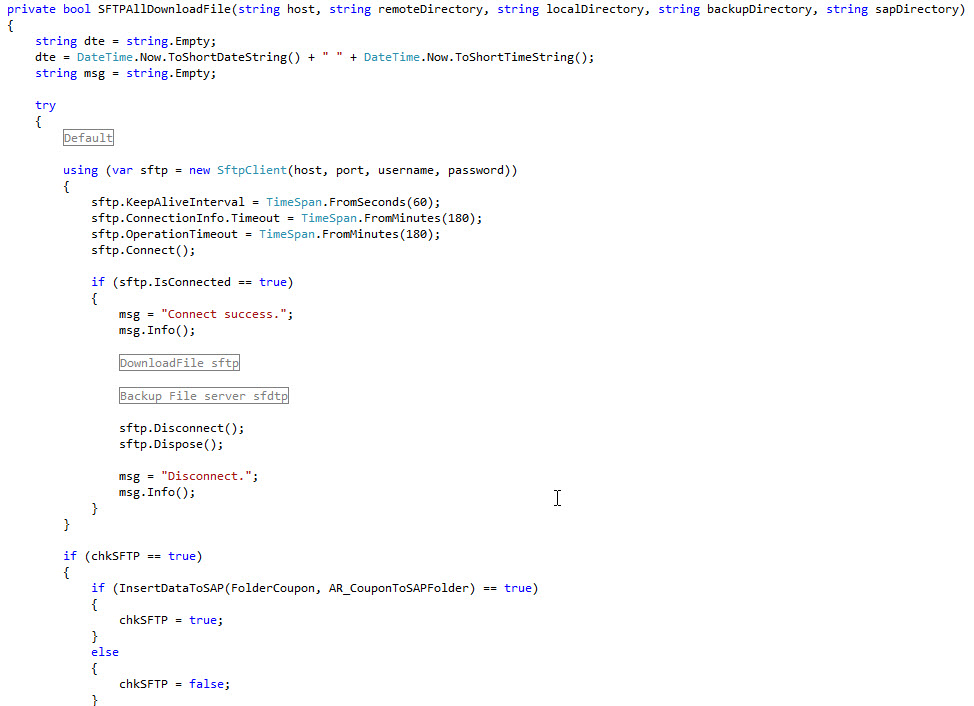 private bool SFTPAllDownloadFile(string host, string remoteDirectory, string localDirectory, string backupDirectory, string sapDirectory)
{
string dte = string.Empty;
dte = DateTime.Now.ToShortDateString() + " " + DateTime.Now.ToShortTimeString();
string msg = string.Empty;
try
{
Default
using (var sftp = new SftpClient(host, port, username, password))
{
sftp.KeepAliveInterval = TimeSpan.FromSeconds(60);
sftp.ConnectionInfo.Timeout = TimeSpan.FromMinutes(180);
sftp.OperationTimeout = TimeSpan.FromMinutes(180);
sftp.Connect();
if (sftp.IsConnected == true)
{
msg = "Connect success.";
msg.Info();
DownloadFile sftp
Backup File server sfdtp
sftp.Disconnect();
sftp.Dispose();
msg = "Disconnect.";
msg.Info();
}
}
if (chkSFTP == true)
{
if (InsertDataToSAP(FolderCoupon, AR_CouponToSAPFolder) == true)
{
chkSFTP = true;
}
else
{
chkSFTP = false;
}